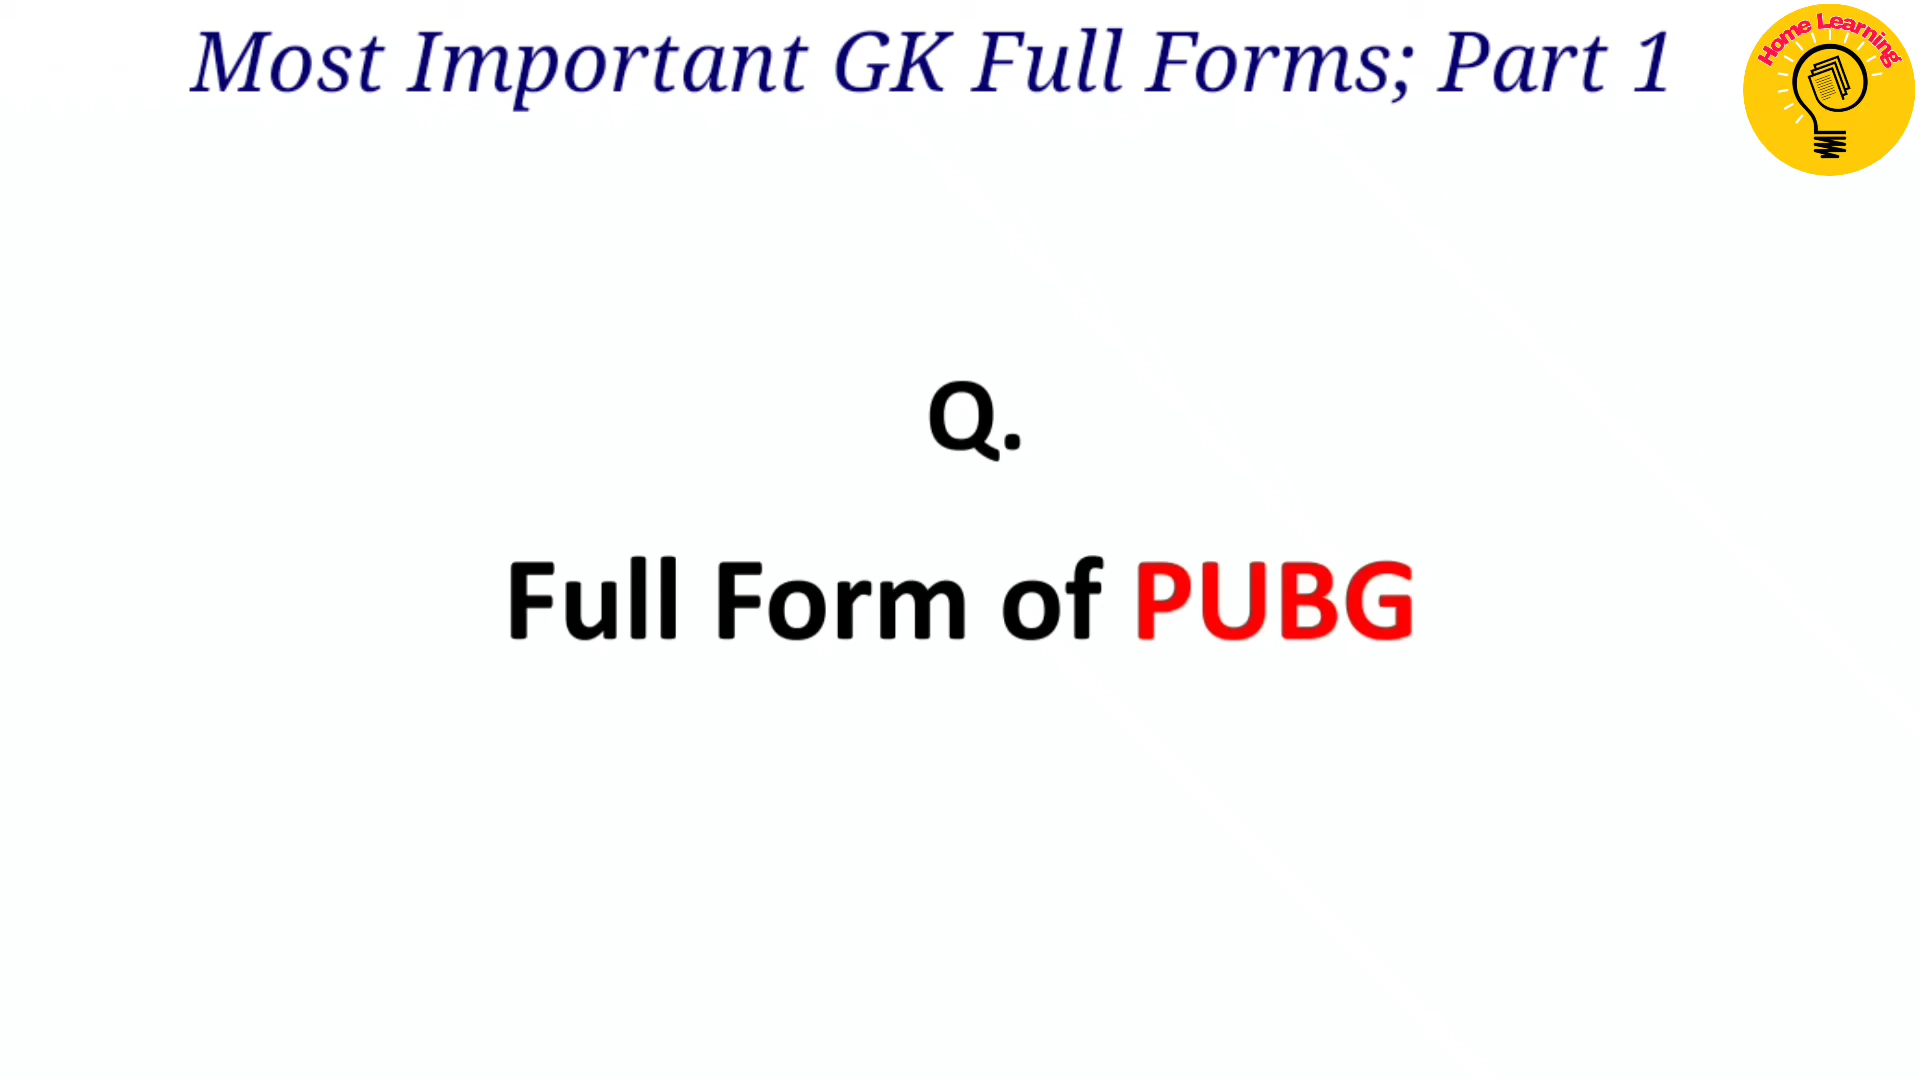 Most Important GK Full Forms; Part 1
Home Learning
Q.
Full Form of PUBG